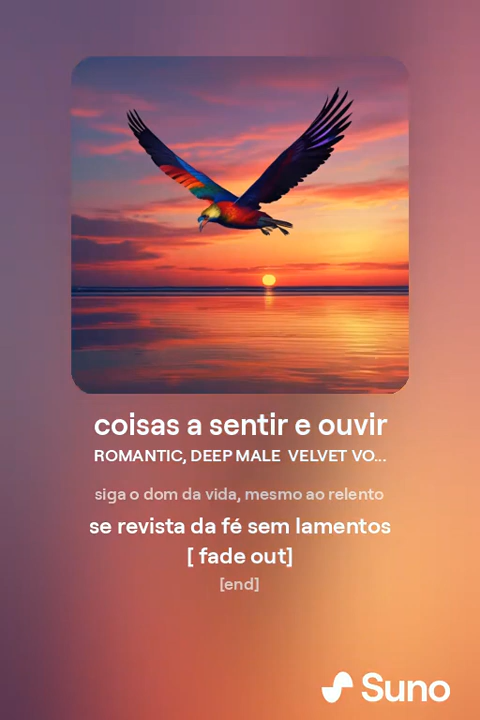 coisas a sentir e ouvir
ROMANTIC, DEEP MALE VELVET VO...
siga o dom da vida, mesmo ao relento
se revista da fé sem lamentos
[ fade out]
[end]
Suno